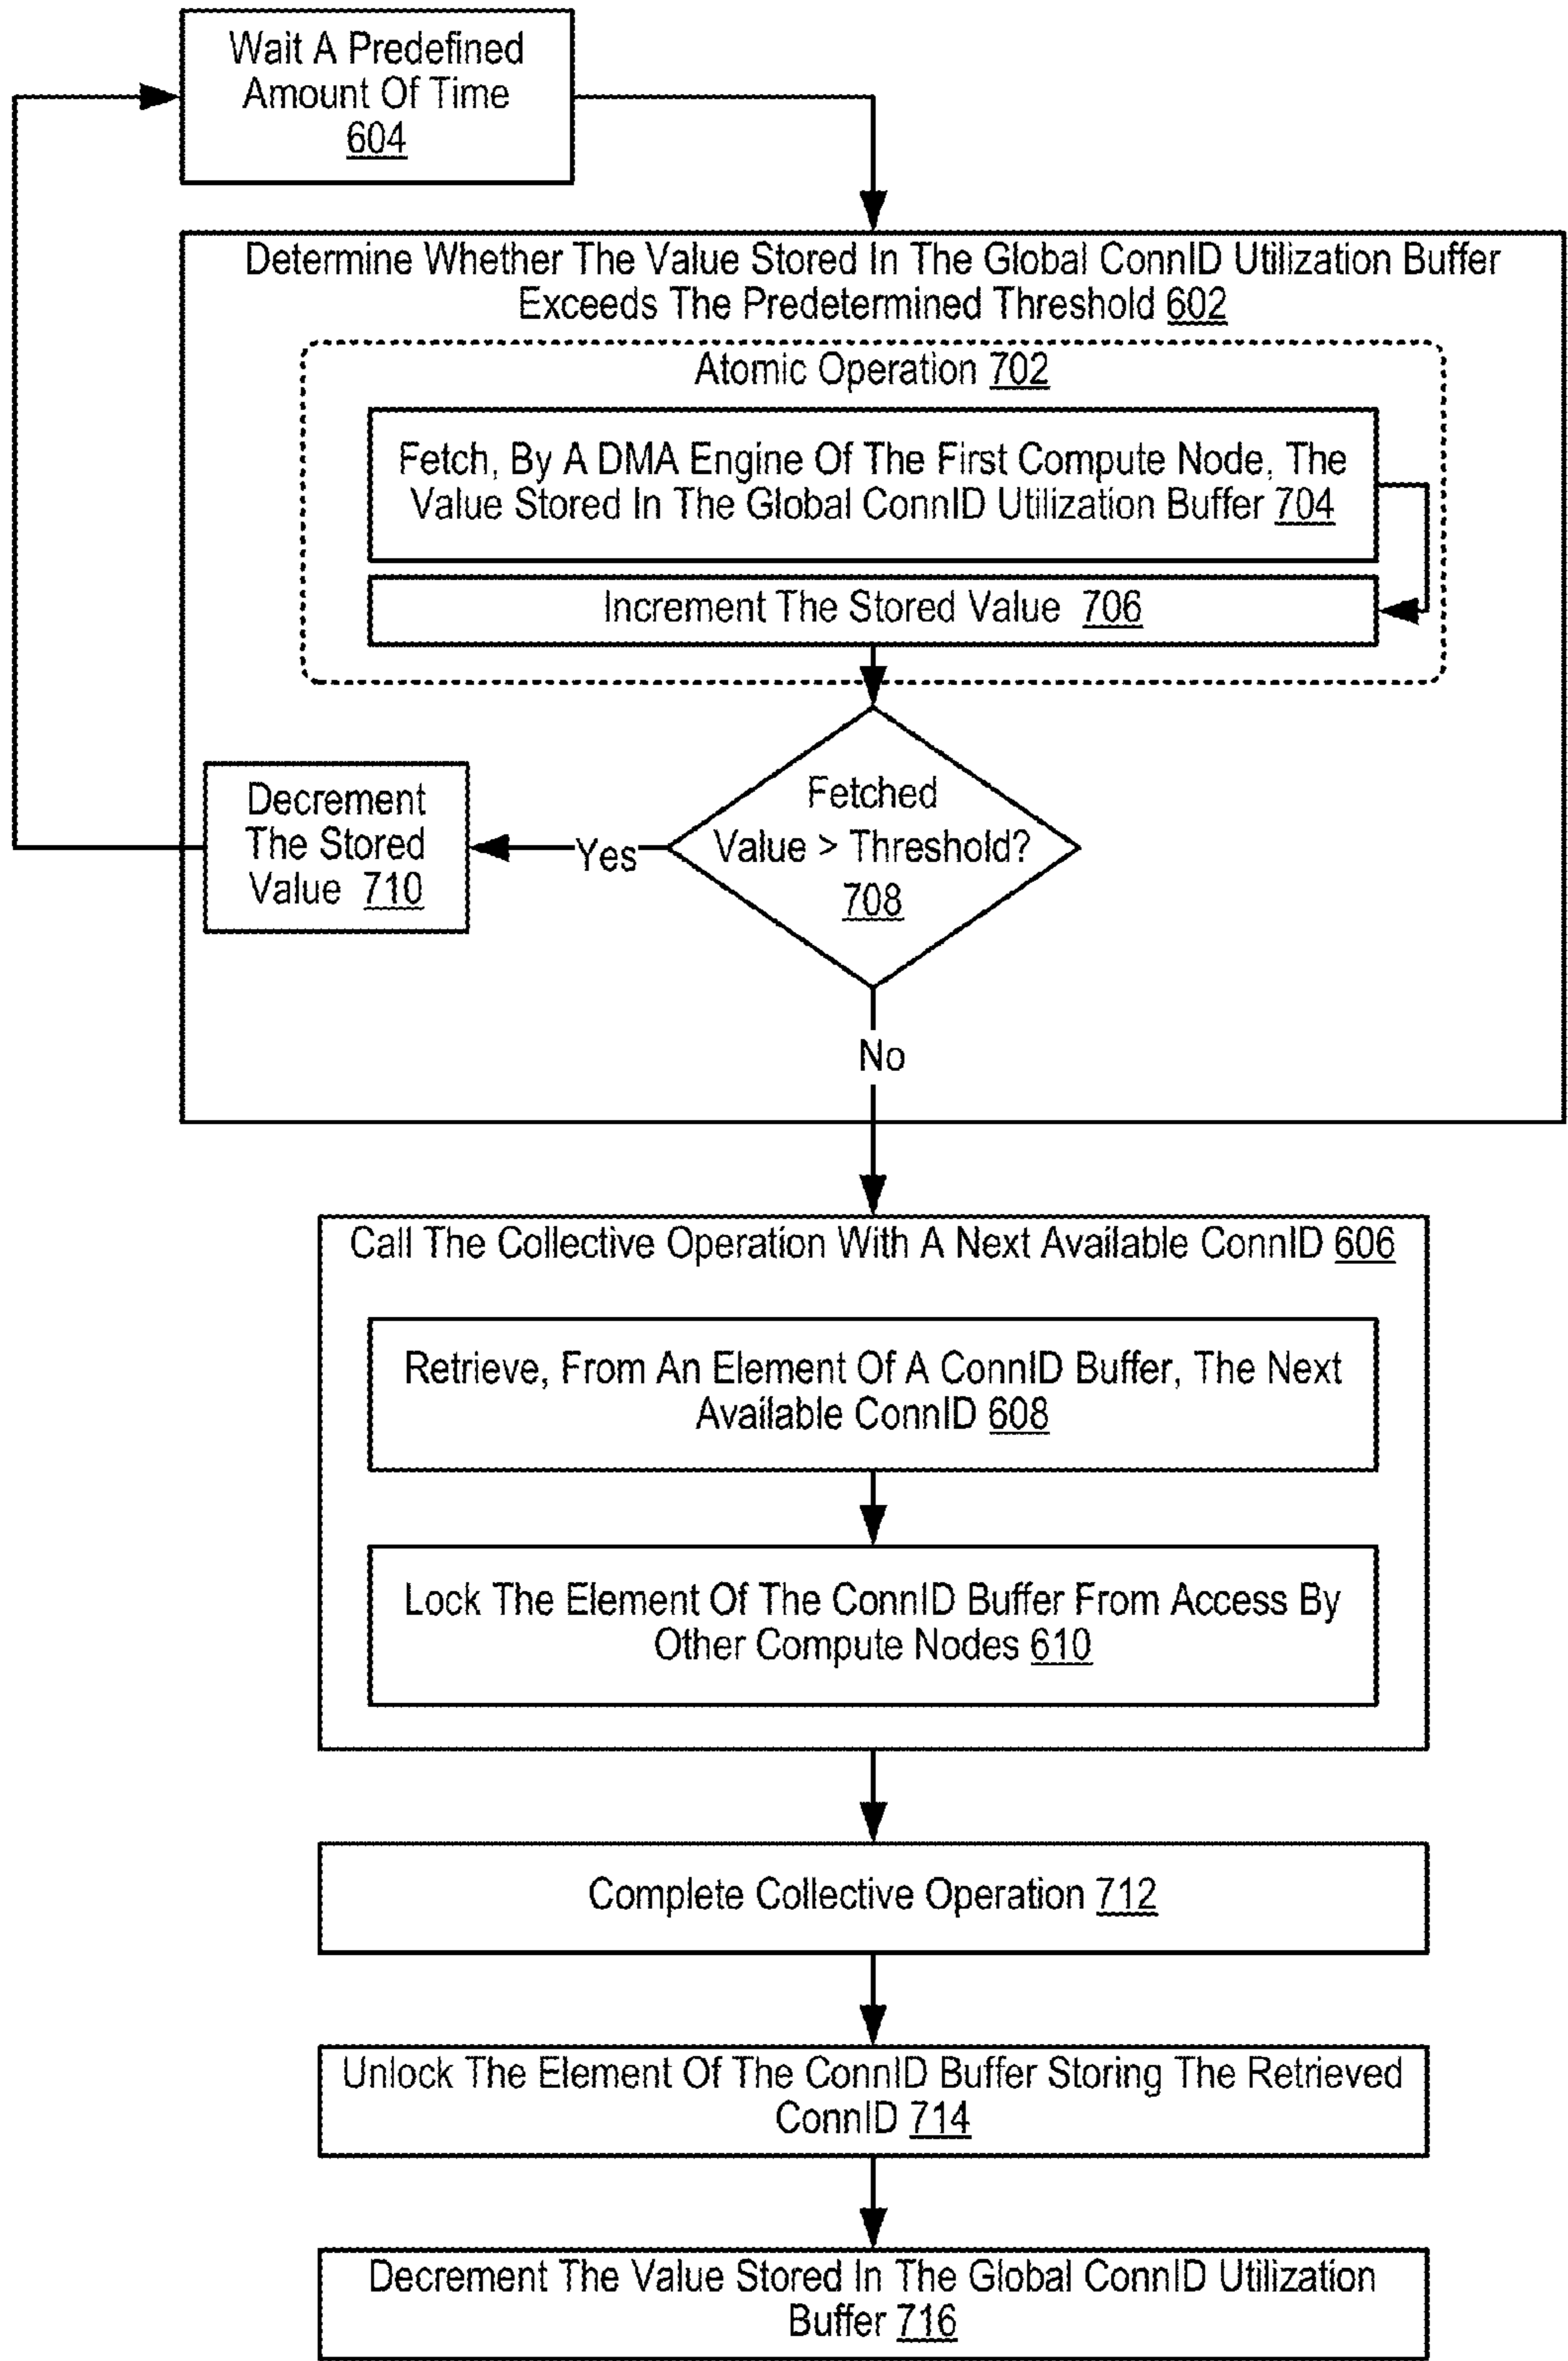 Wait A Predefined
Amount Of Time
604
Determine Whether The Value Stored In The Global ConnID Utilization Buffer
Exceeds The Predetermined Threshold 602
Atomic Operation 702
Fetch, By A DMA Engine Of The First Compute Node, The
Value Stored In The Global ConnID Utilization Buffer 704
Increment The Stored Value 706
Fetched
Value > Threshold?
708
Yes
Decrement
The Stored
Value 710
No
Call The Collective Operation With A Next Available ConnID 606
Retrieve, From An Element Of A ConnID Buffer, The Next
Available ConnID 608
Lock The Element Of The ConnID Buffer From Access By
Other Compute Nodes 610
Complete Collective Operation 712
Unlock The Element Of The ConnID Buffer Storing The Retrieved
ConnID 714
Decrement The Value Stored In The Global ConnID Utilization
Buffer 716